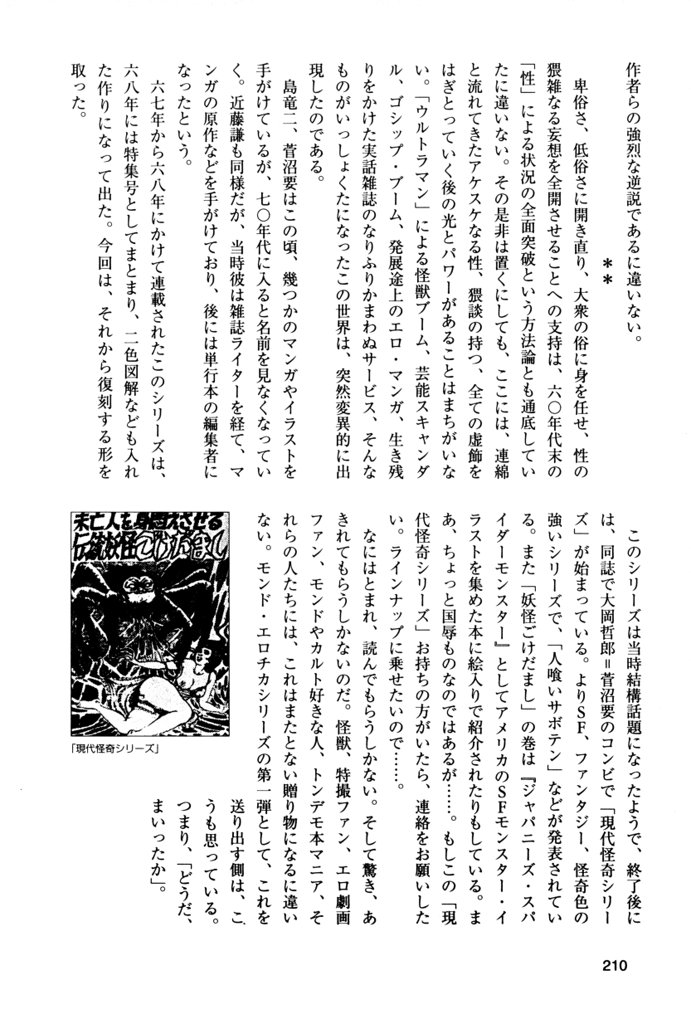 作者らの強烈な逆説であるに違いない。
**
卑俗さ、低俗さに開き直り、大衆の俗に身を任せ、性の
猥雑なる妄想を全開させることへの支持は、六〇年代末の
「性」による状況の全面突破という方法論とも通底してい
たに違いない。その是非は置くにしても、ここには、連綿
と流れてきたアケスケなる性、猥談の持つ、全ての虚飾を
はぎとっていく後の光とパワーがあることはまちがいな
い。「ウルトラマン」による怪獣ブーム、芸能スキャンダ
ル、ゴシップ・ブーム、発展途上のエロ・マンガ、生き残
りをかけた実話雑誌のなりふりかまわぬサービス、そんな
ものがいっしょくたになったこの世界は、突然変異的に出
現したのである。
島竜二、菅沼要はこの頃、幾つかのマンガやイラストを
手がけているが、七〇年代に入ると名前を見なくなってい
く。近藤謙も同様だが、当時彼は雑誌ライターを経て、マ
ンガの原作などを手がけており、後には単行本の編集者に
なったという。
六七年から六八年にかけて連載されたこのシリーズは、
六八年には特集号としてまとまり、二色図解なども入れ
た作りになって出た。今回は、それから復刻する形を
取った。
このシリーズは当時結構話題になったようで、終了後に
は、同誌で大岡哲郎＝菅沼要のコンビで「現代怪奇シリー
ズ」が始まっている。よりSF、ファンタジー、怪奇色の
強いシリーズで、「人喰いサボテン」などが発表されてい
る。また「妖怪ごけだまし」の巻は『ジャパニーズ・スパ
イダーモンスター』としてアメリカのSFモンスター・イ
ラストを集めた本に絵入りで紹介されたりもしている。ま
あ、ちょっと国辱ものなのではあるが……。もしこの「現
代怪奇シリーズ」お持ちの方がいたら、連絡をお願いした
い。ラインナップに乗せたいので……。
なにはともあれ、読んでもらうしかない。そして驚き、あ
きれてもらうしかないのだ。怪獣、特撮ファン、エロ劇画
ファン、モンドやカルト好きな人、トンデモ本マニア、そ
れらの人たちには、これはまたとない贈り物になるに違い
ない。モンド・エロチカシリーズの第一弾として、これを
送り出す側は、こ
うも思っている。
つまり、「どうだ、
まいったか」。
未亡人を身悶えさせる
伝統妖怪ごけだまし
「現代怪奇シリーズ」
210